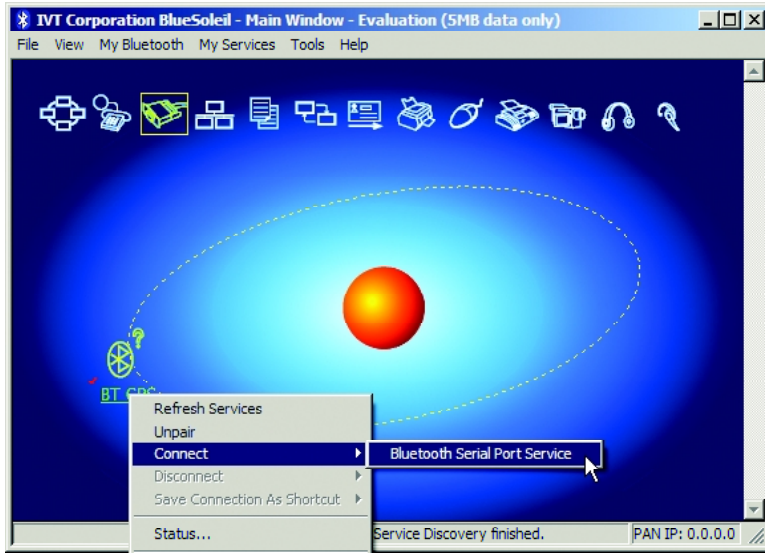 IVT Corporation BlueSoleil - Main Window - Evaluation (5MB data only)
File View My Bluetooth My Services Tools Help
BT GPS
Refresh Services
Unpair
Connect
Bluetooth Serial Port Service
Disconnect
Save Connection As Shortcut
Status...
Service Discovery finished.
PAN IP: 0.0.0.0